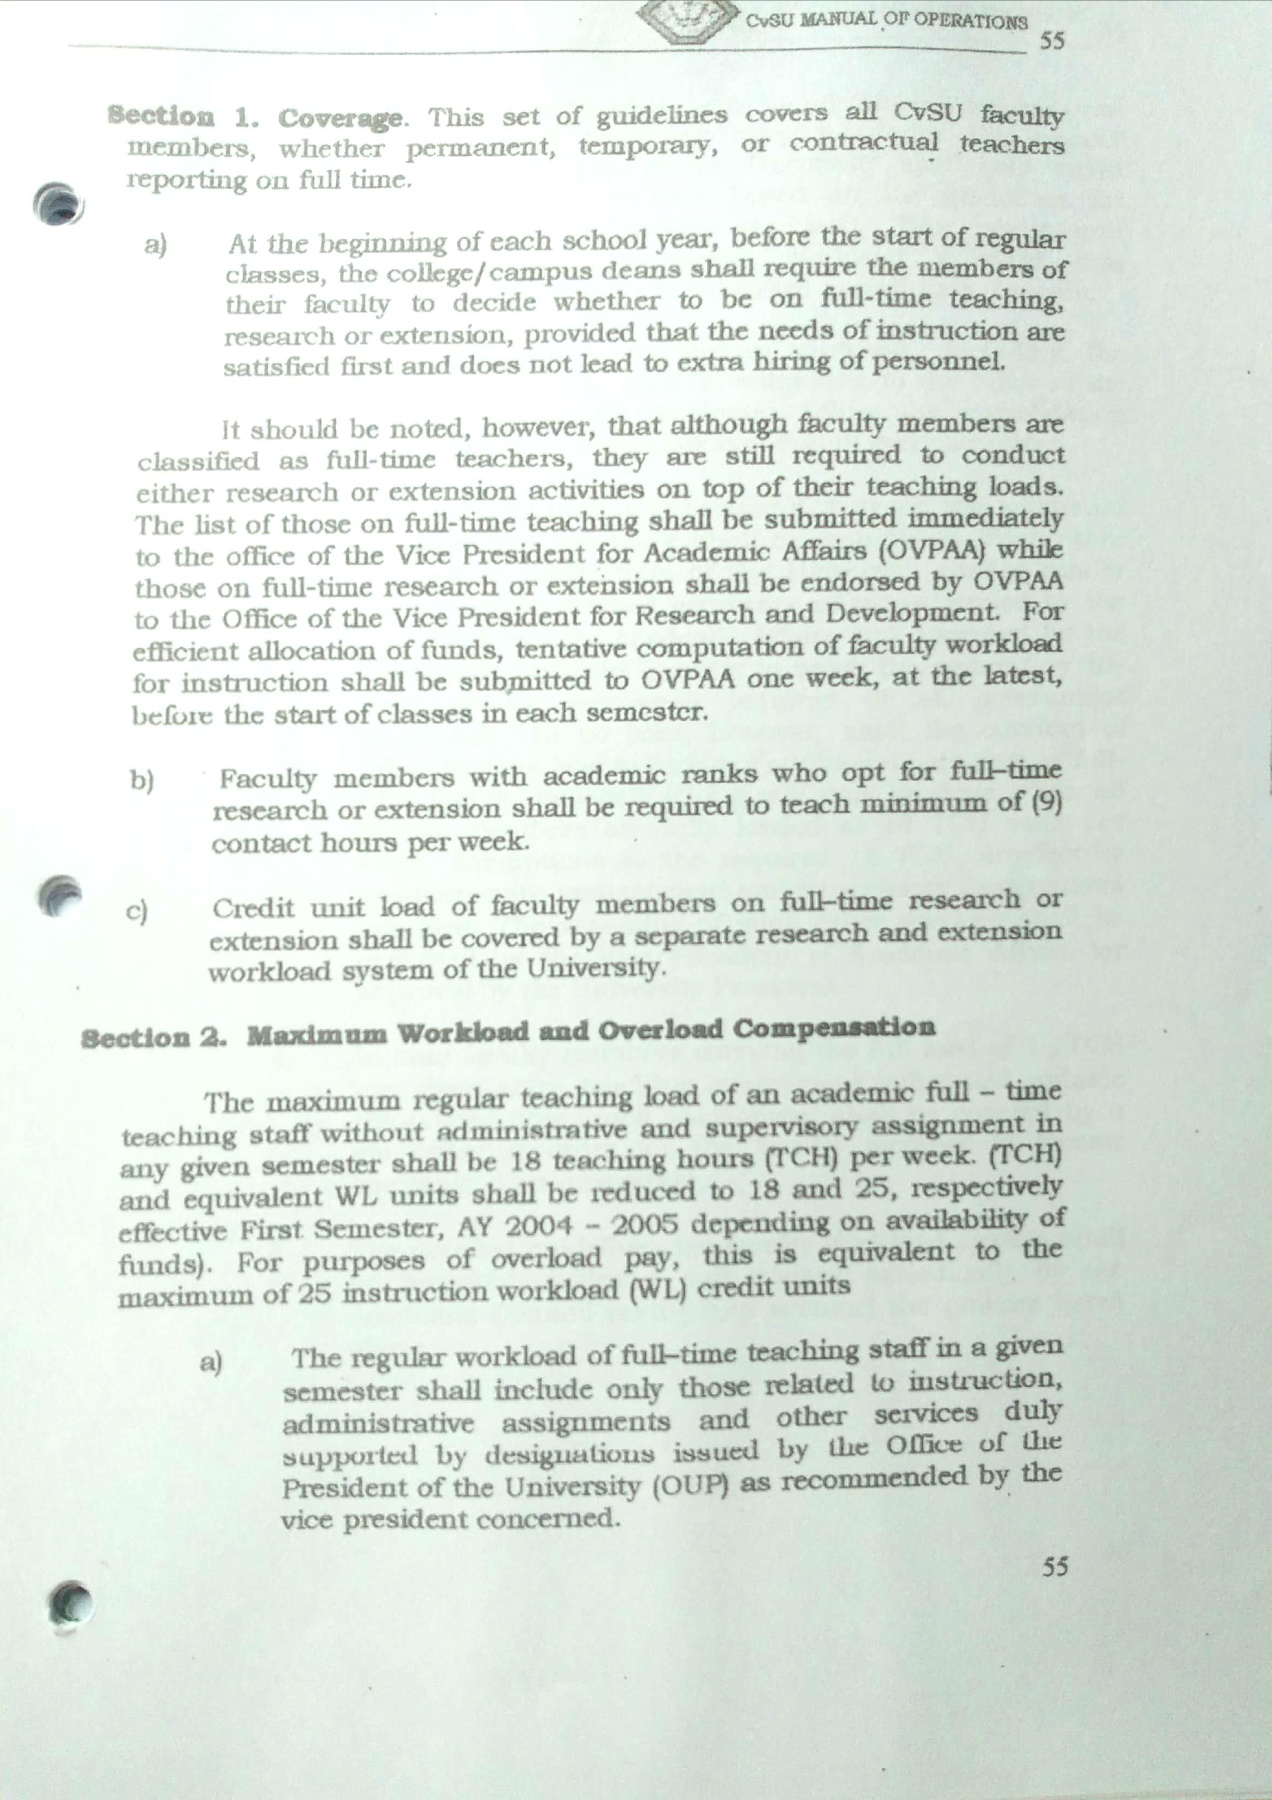 CvSU MANUAL OF OPERATIONS
55
Section 1. Coverage. This set of guidelines covers all CvSU faculty
members, whether permanent, temporary, or contractual teachers
reporting on full time.
a) At the beginning of each school year, before the start of regular
classes, the college/campus deans shall require the members of
their faculty to decide whether to be on full-time teaching,
research or extension, provided that the needs of instruction are
satisfied first and does not lead to extra hiring of personnel.
It should be noted, however, that although faculty members are
classified as full-time teachers, they are still required to conduct
either research or extension activities on top of their teaching loads.
The list of those on full-time teaching shall be submitted immediately
to the office of the Vice President for Academic Affairs (OVPAA) while
those on full-time research or extension shall be endorsed by OVPAA
to the Office of the Vice President for Research and Development. For
efficient allocation of funds, tentative computation of faculty workload
for instruction shall be submitted to OVPAA one week, at the latest,
before the start of classes in each semester.
b) Faculty members with academic ranks who opt for full-time
research or extension shall be required to teach minimum of (9)
contact hours per week.
c) Credit unit load of faculty members on full-time research or
extension shall be covered by a separate research and extension
workload system of the University.
Section 2. Maximum Workload and Overload Compensation
The maximum regular teaching load of an academic full – time
teaching staff without administrative and supervisory assignment in
any given semester shall be 18 teaching hours (TCH) per week. (TCH)
and equivalent WL units shall be reduced to 18 and 25, respectively
effective First Semester, AY 2004 – 2005 depending on availability of
funds). For purposes of overload pay, this is equivalent to the
maximum of 25 instruction workload (WL) credit units
a) The regular workload of full-time teaching staff in a given
semester shall include only those related to instruction,
administrative assignments and other services duly
supported by designations issued by the Office of the
President of the University (OUP) as recommended by the
vice president concerned.
55